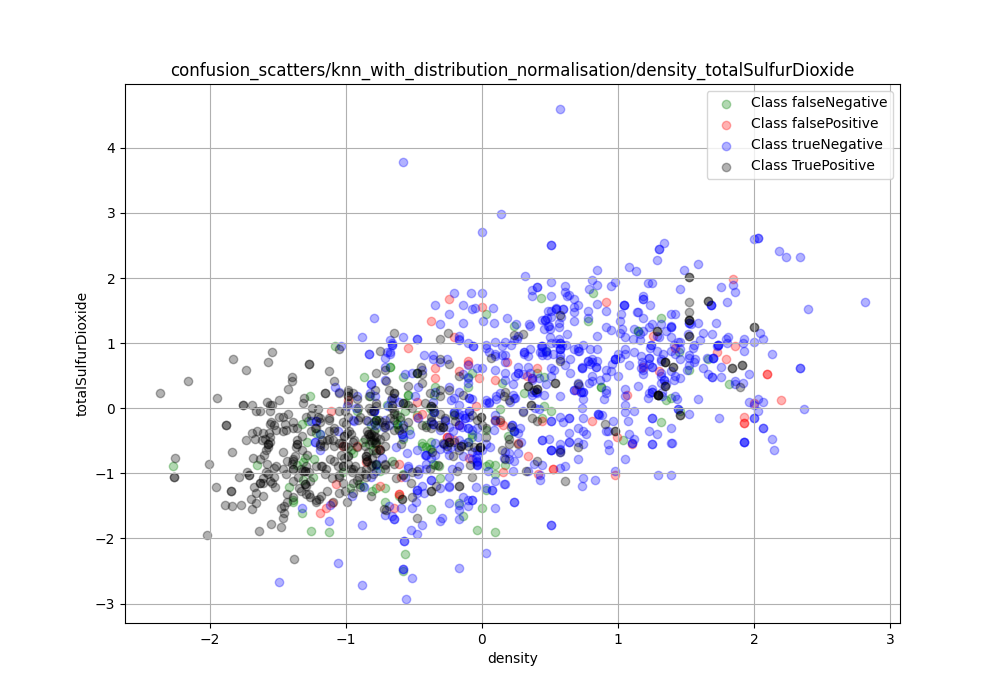 confusion_scatters/knn_with_distribution_normalisation/density_totalSulfurDioxide
Class falseNegative
Class falsePositive
Class trueNegative
Class TruePositive
totalSulfurDioxide
4
3
2
1
0
−1
−2
−3
−2
−1
0
1
2
3
density